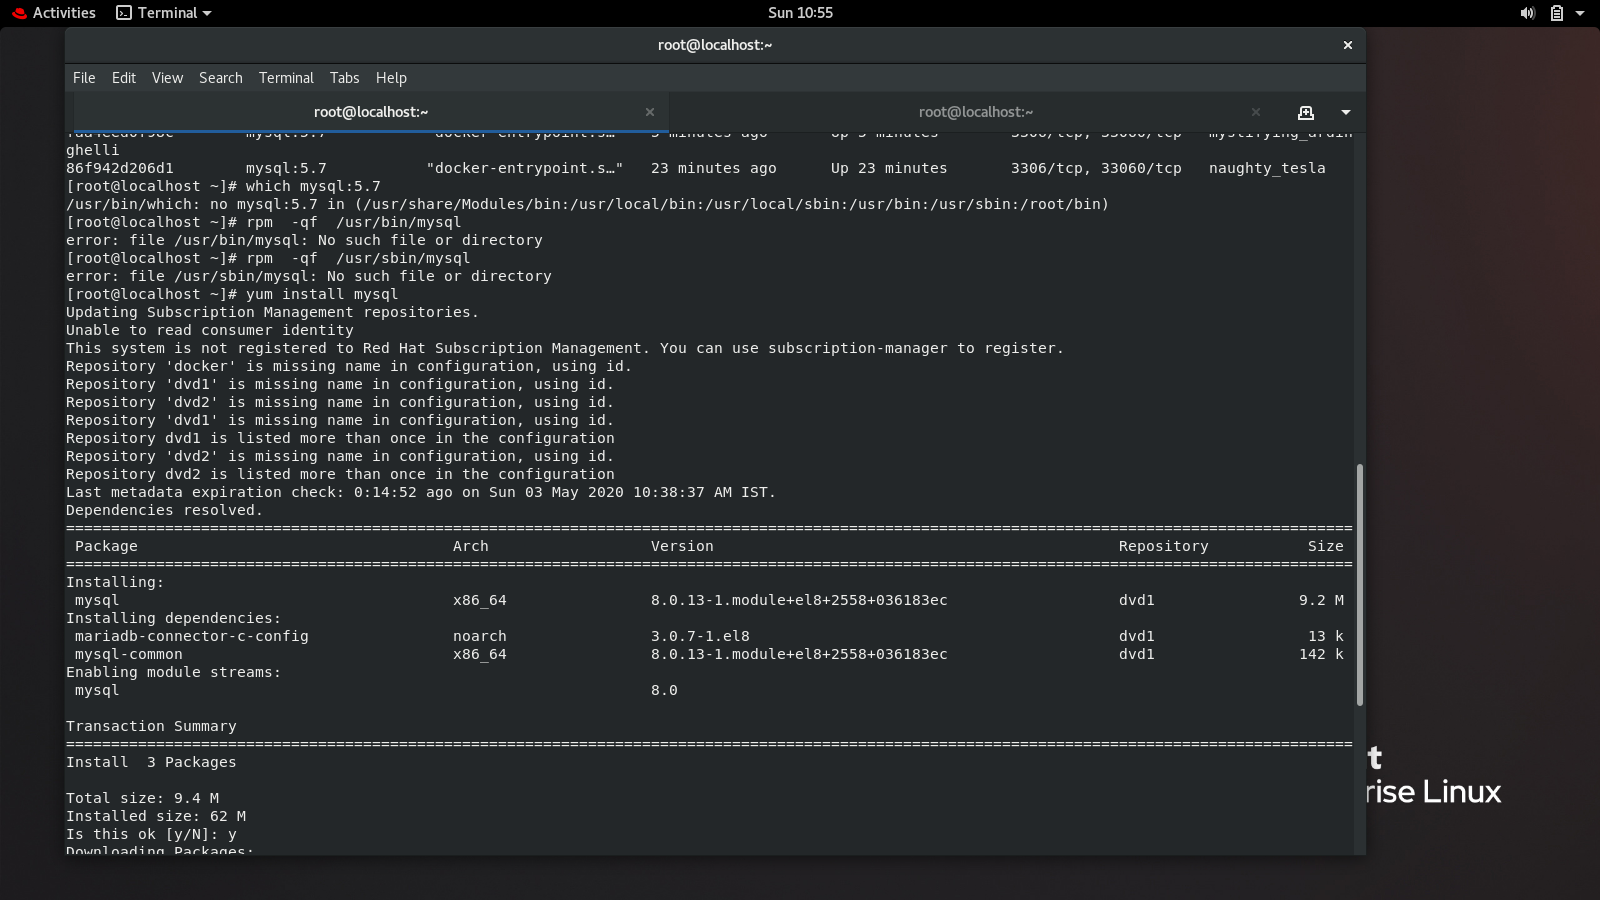 Activities Terminal Sun 10:55
root@localhost:~
File Edit View Search Terminal Tabs Help
root@localhost:~ root@localhost:~
mysql:5.7 "docker-entrypoint.s…" minutes ago Up minutes 3306/tcp, 33060/tcp mystifying_ardin
ghelli
86f942d206d1 mysql:5.7 "docker-entrypoint.s…" 23 minutes ago Up 23 minutes 3306/tcp, 33060/tcp naughty_tesla
[root@localhost ~]# which mysql:5.7
/usr/bin/which: no mysql:5.7 in (/usr/share/Modules/bin:/usr/local/bin:/usr/local/sbin:/usr/bin:/usr/sbin:/root/bin)
[root@localhost ~]# rpm  -qf  /usr/bin/mysql
error: file /usr/bin/mysql: No such file or directory
[root@localhost ~]# rpm  -qf  /usr/sbin/mysql
error: file /usr/sbin/mysql: No such file or directory
[root@localhost ~]# yum install mysql
Updating Subscription Management repositories.
Unable to read consumer identity
This system is not registered to Red Hat Subscription Management. You can use subscription-manager to register.
Repository 'docker' is missing name in configuration, using id.
Repository 'dvd1' is missing name in configuration, using id.
Repository 'dvd2' is missing name in configuration, using id.
Repository 'dvd1' is missing name in configuration, using id.
Repository dvd1 is listed more than once in the configuration
Repository 'dvd2' is missing name in configuration, using id.
Repository dvd2 is listed more than once in the configuration
Last metadata expiration check: 0:14:52 ago on Sun 03 May 2020 10:38:37 AM IST.
Dependencies resolved.
================================================================================
Package Arch Version Repository Size
================================================================================
Installing:
mysql x86_64 8.0.13-1.module+el8+2558+036183ec dvd1 9.2 M
Installing dependencies:
mariadb-connector-c-config noarch 3.0.7-1.el8 dvd1 13 k
mysql-common x86_64 8.0.13-1.module+el8+2558+036183ec dvd1 142 k
Enabling module streams:
mysql 8.0
Transaction Summary
================================================================================
Install  3 Packages
Total size: 9.4 M
Installed size: 62 M
Is this ok [y/N]: y
Downloading Packages:
t
rise Linux